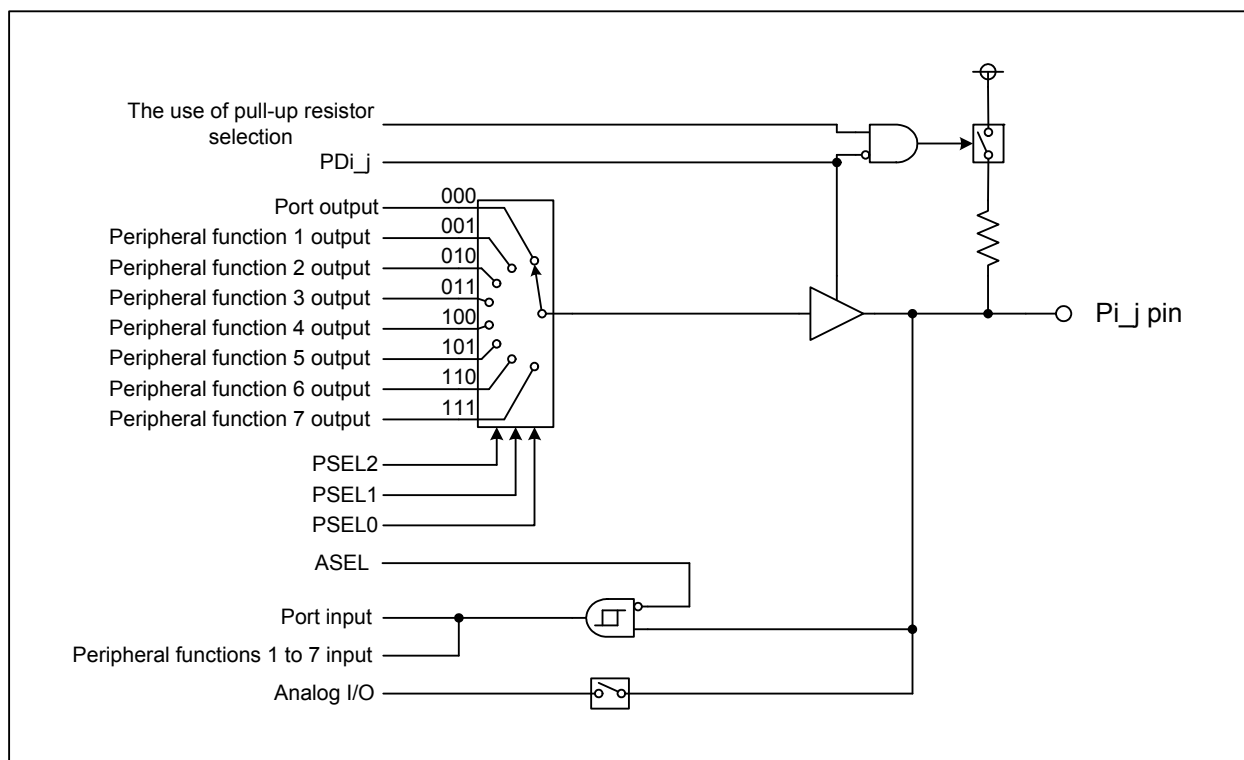 The use of pull-up resistor
selection
PDi_j
Port output 000
Peripheral function 1 output 001
Peripheral function 2 output 010
Peripheral function 3 output 011
Peripheral function 4 output 100
Peripheral function 5 output 101
Peripheral function 6 output 110
Peripheral function 7 output 111
Pi_j pin
PSEL2
PSEL1
PSEL0
ASEL
Port input
Peripheral functions 1 to 7 input
Analog I/O